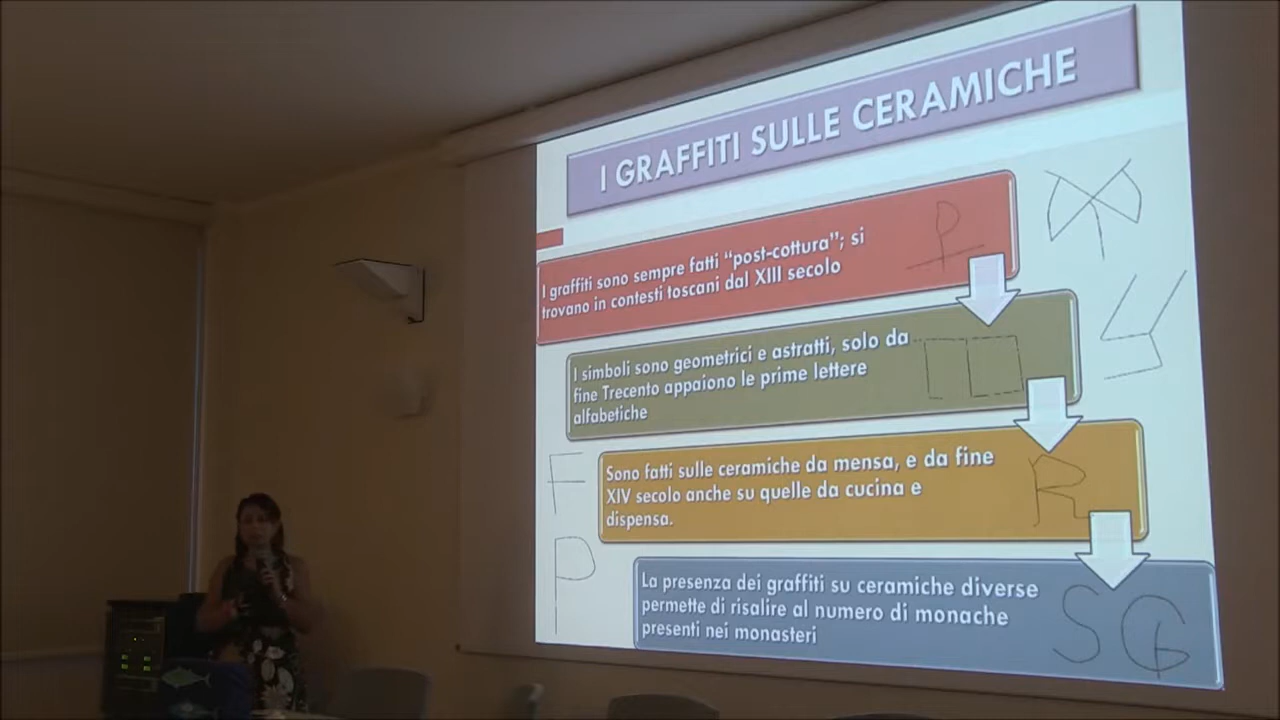 I GRAFFITI SULLE CERAMICHE
I graffiti sono sempre fatti “post-cottura”; si
trovano in contesti toscani dal XIII secolo
P
I simboli sono geometrici e astratti, solo da
fine Trecento appaiono le prime lettere
alfabetiche
Sono fatti sulle ceramiche da mensa, e da fine
XIV secolo anche su quelle da cucina e
dispensa.
R
F
P
La presenza dei graffiti su ceramiche diverse
permette di risalire al numero di monache
presenti nei monasteri
SG